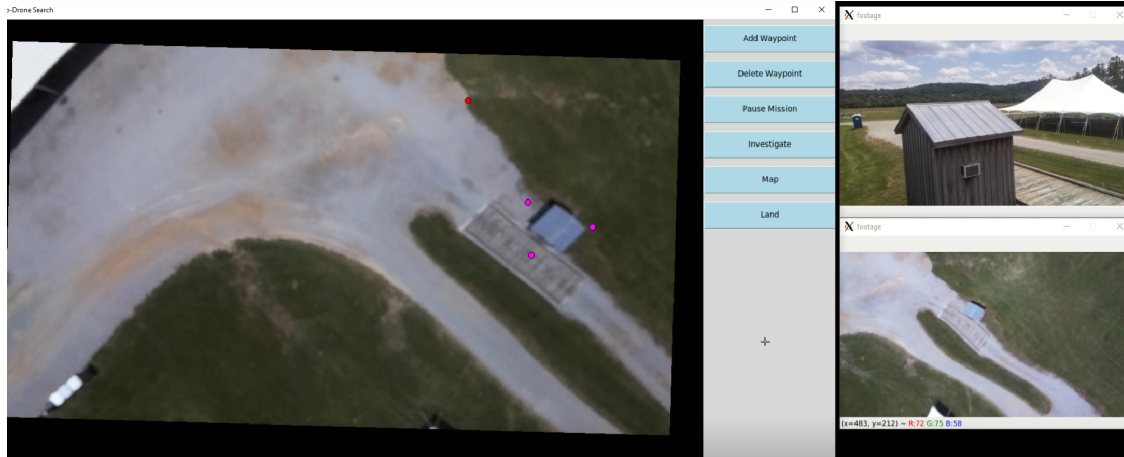 o-Drone Search
Add Waypoint
Delete Waypoint
Pause Mission
Investigate
Map
Land
footage
footage
(x=483, y=212) ~ R:72 G:75 B:58